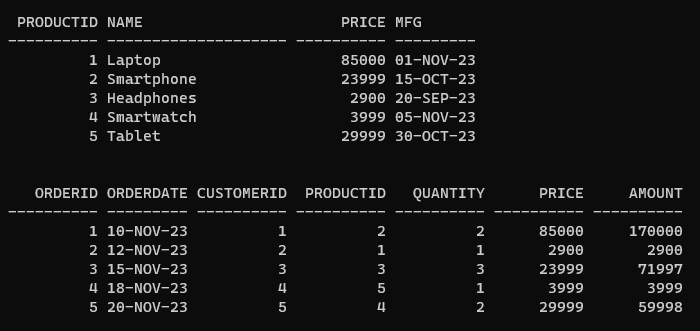 PRODUCTID NAME PRICE MFG
---------- -------------------- ---------- ---------
1 Laptop 85000 01-NOV-23
2 Smartphone 23999 15-OCT-23
3 Headphones 2900 20-SEP-23
4 Smartwatch 3999 05-NOV-23
5 Tablet 29999 30-OCT-23
ORDERID ORDERDATE CUSTOMERID PRODUCTID QUANTITY PRICE AMOUNT
---------- --------- ---------- ---------- ---------- ---------- ----------
1 10-NOV-23 1 2 2 85000 170000
2 12-NOV-23 2 1 1 2900 2900
3 15-NOV-23 3 3 3 23999 71997
4 18-NOV-23 4 5 1 3999 3999
5 20-NOV-23 5 4 2 29999 59998